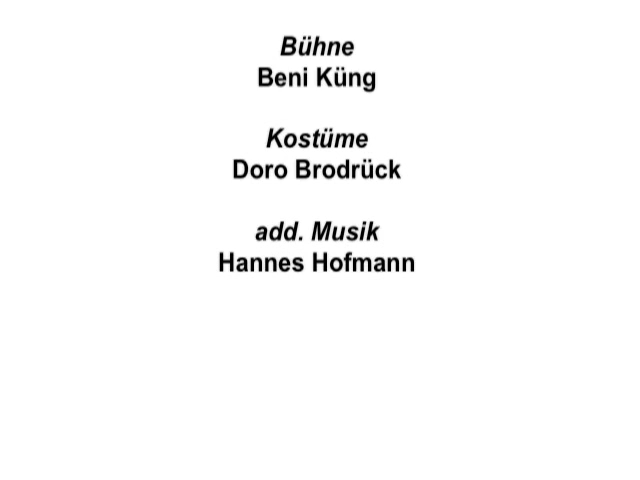 Bühne
Beni Küng
Kostüme
Doro Brodrück
add. Musik
Hannes Hofmann